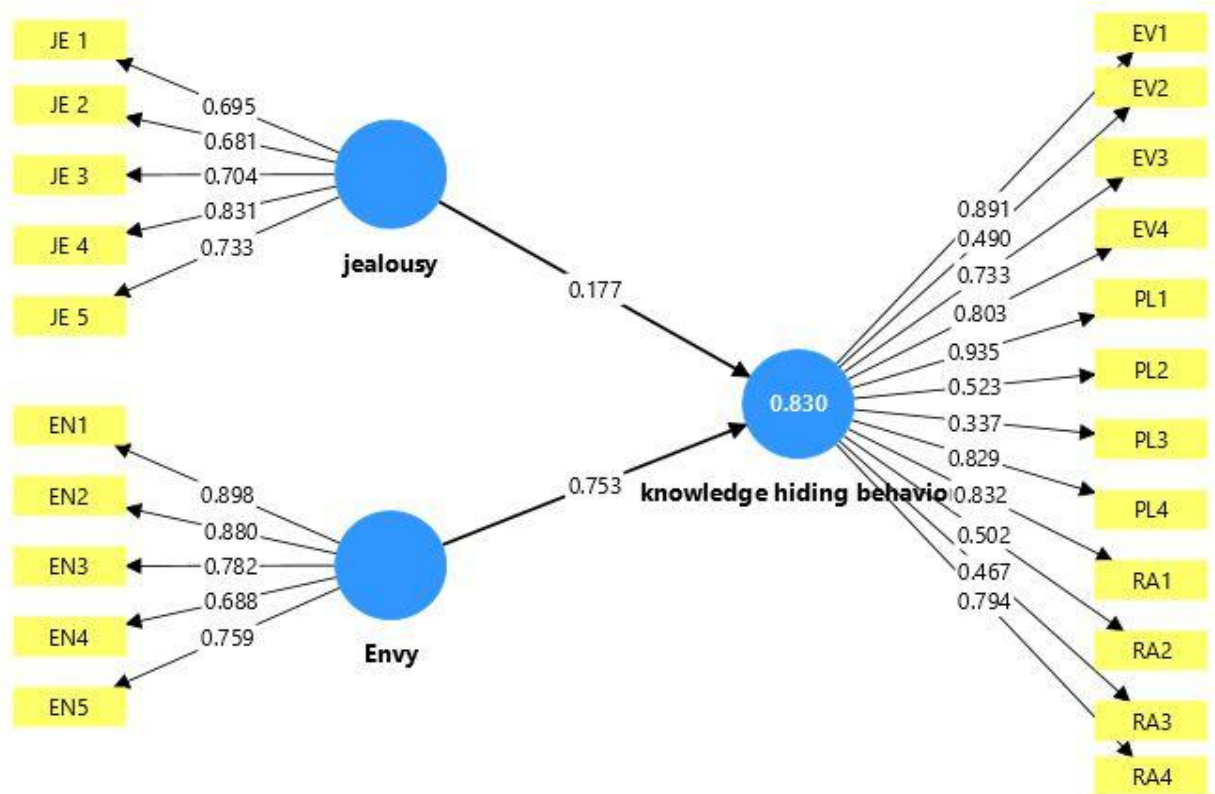 JE 1
JE 2
JE 3
JE 4
JE 5
0.695
0.681
0.704
0.831
0.733
jealousy
0.177
EN1
EN2
EN3
EN4
EN5
0.898
0.880
0.782
0.688
0.759
Envy
0.753
0.830
knowledge hiding behavio
0.891
0.490
0.733
0.803
0.935
0.523
0.337
0.829
0.832
0.502
0.467
0.794
EV1
EV2
EV3
EV4
PL1
PL2
PL3
PL4
RA1
RA2
RA3
RA4